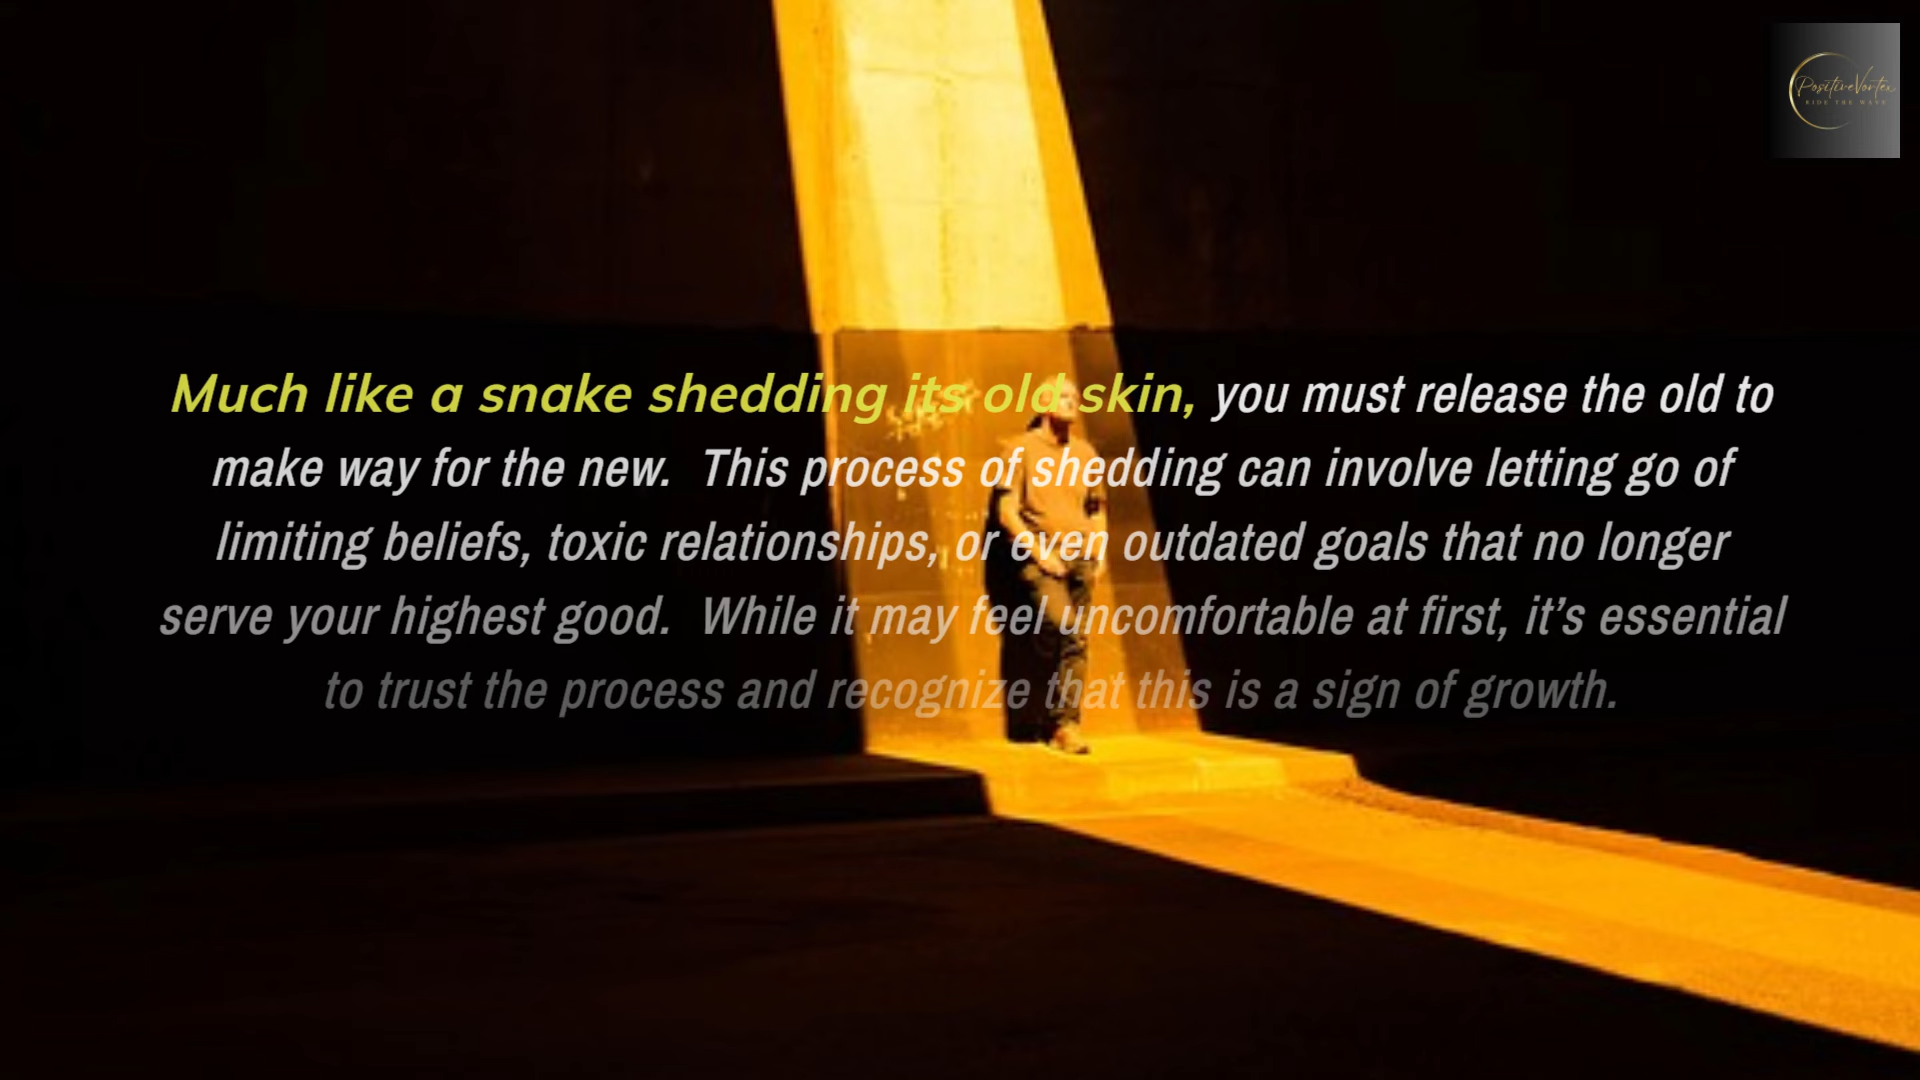 PositiveVortex
RIDE THE WAVE
Much like a snake shedding its old skin, you must release the old to
make way for the new.  This process of shedding can involve letting go of
limiting beliefs, toxic relationships, or even outdated goals that no longer
serve your highest good.  While it may feel uncomfortable at first, it’s essential
to trust the process and recognize that this is a sign of growth.